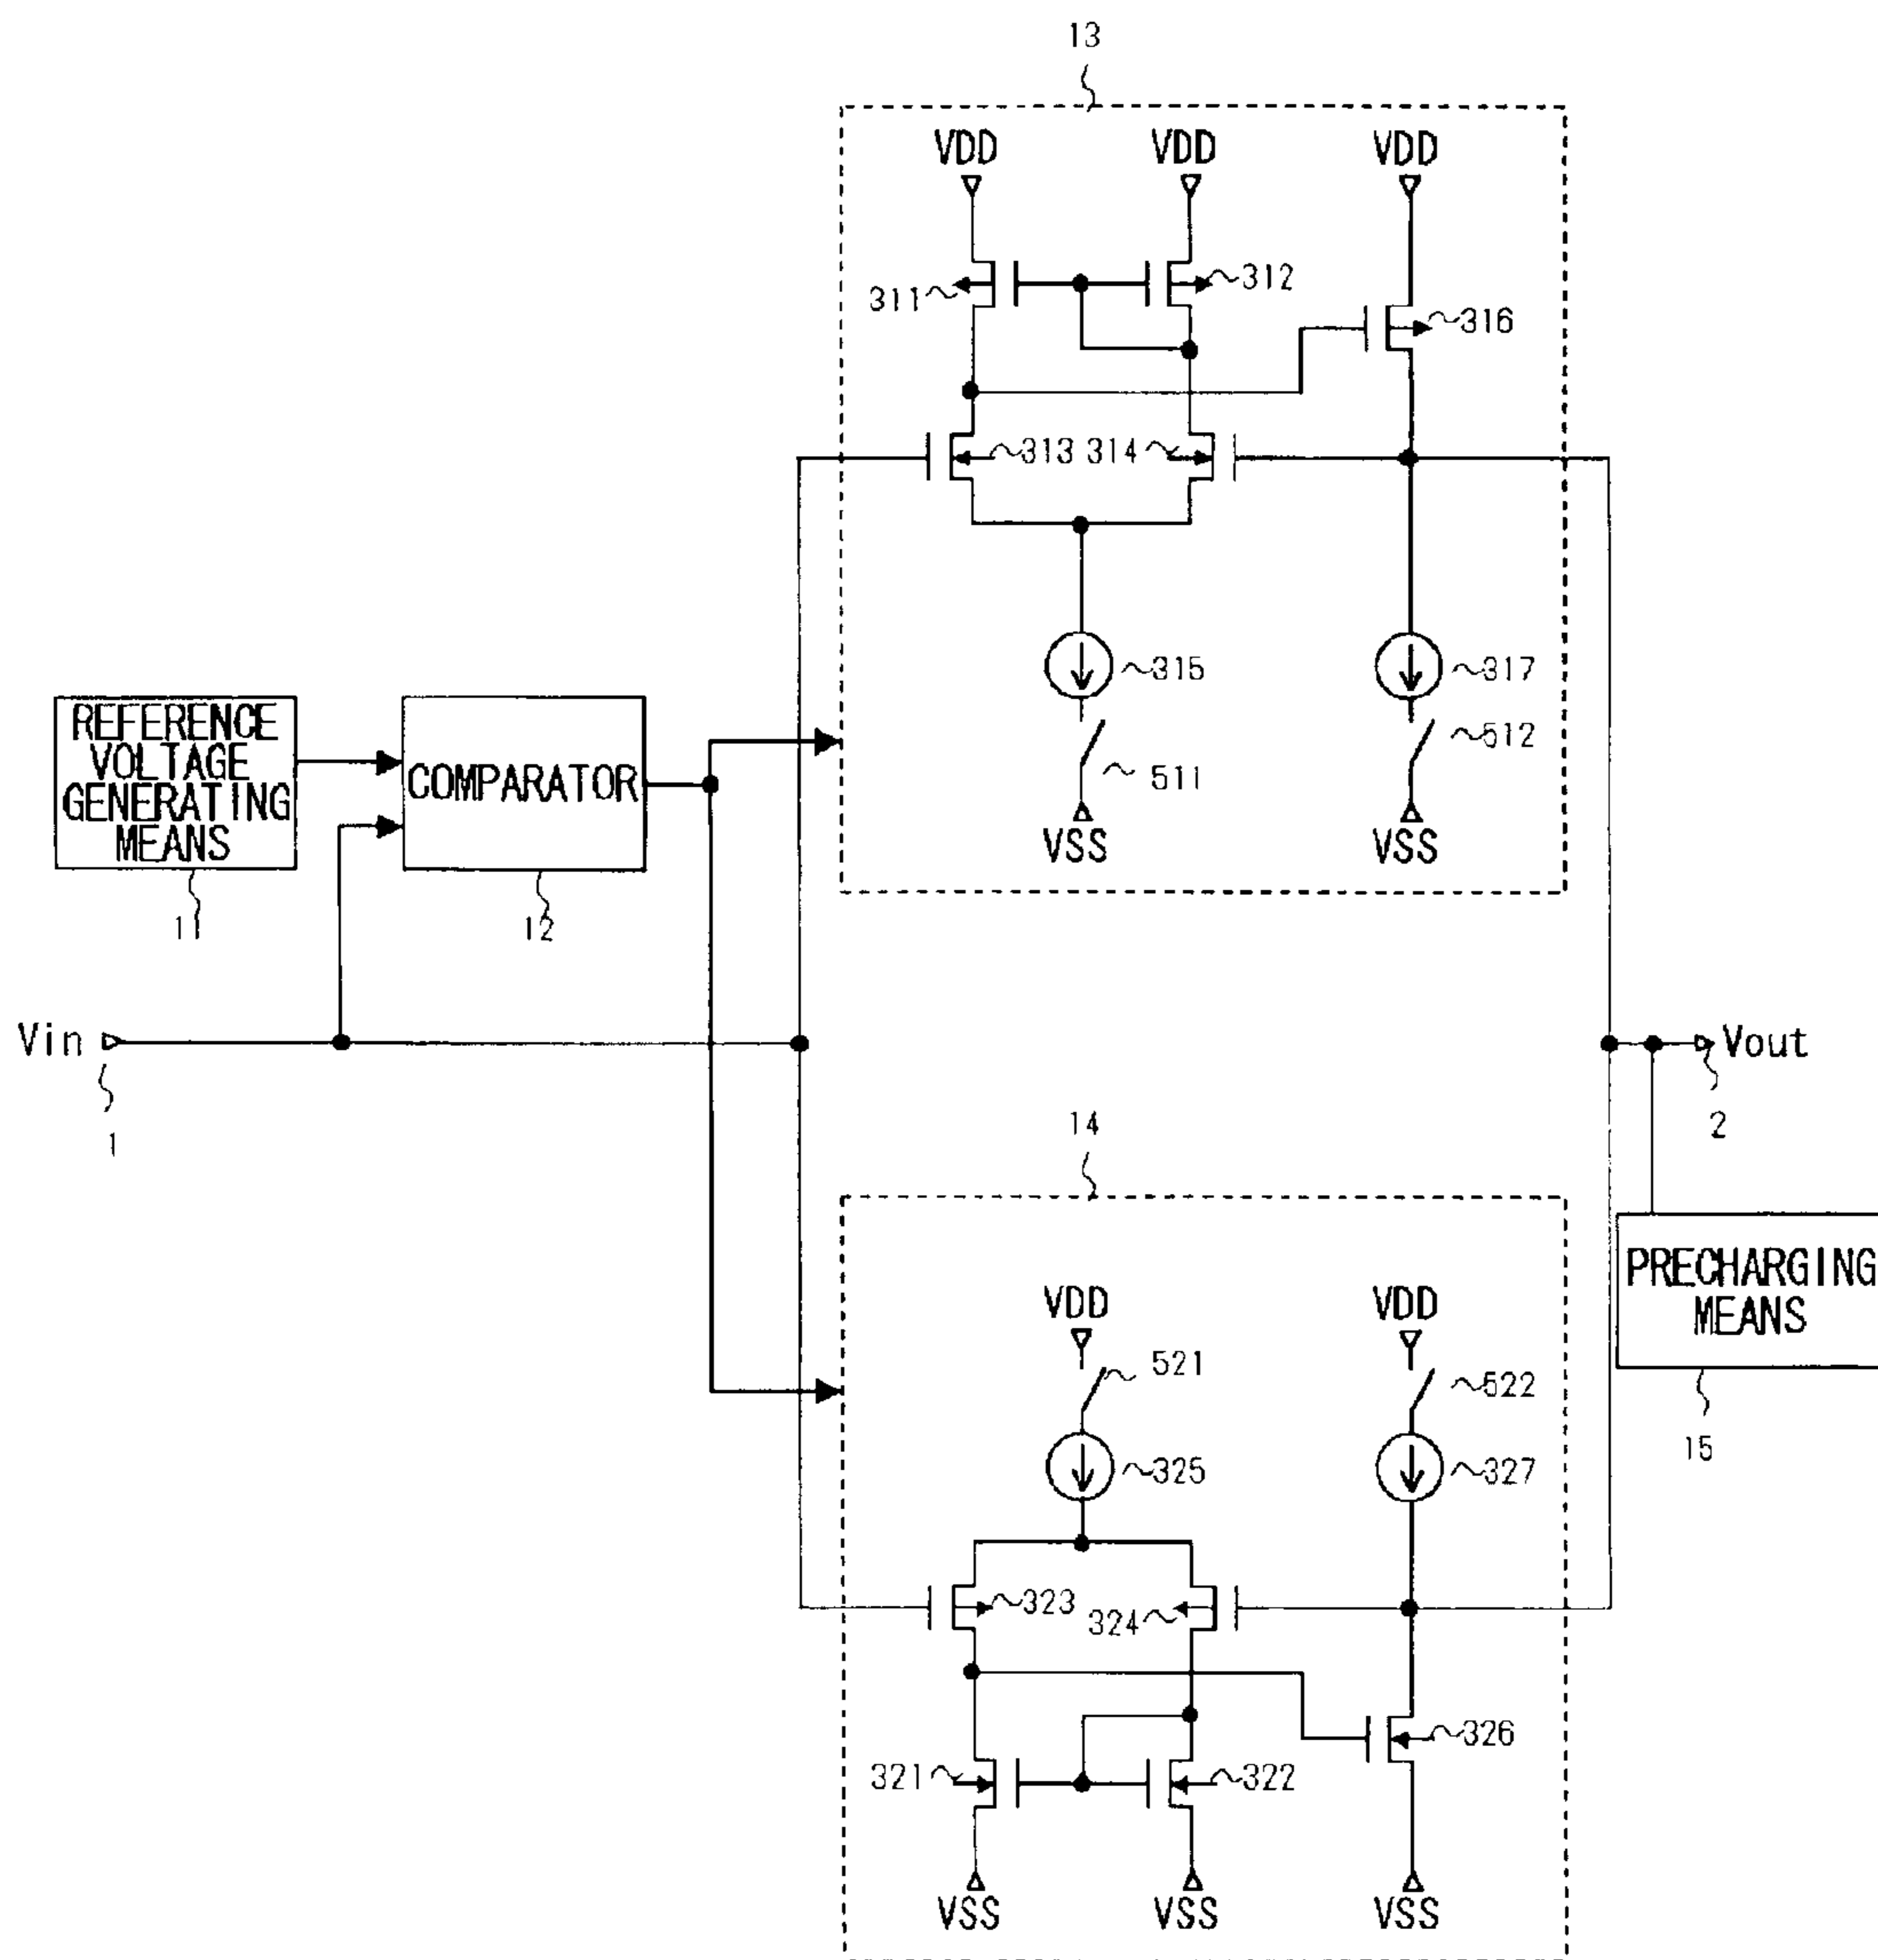 13
VDD VDD VDD
311 312
316
313 314
315 317
512
511
VSS VSS
REFERENCE
VOLTAGE
GENERATING
MEANS
COMPARATOR
11 12
Vin
1
Vout
2
14
PRECHARGING
MEANS
15
VDD VDD
521 522
325 327
323 324
326
321 322
VSS VSS VSS